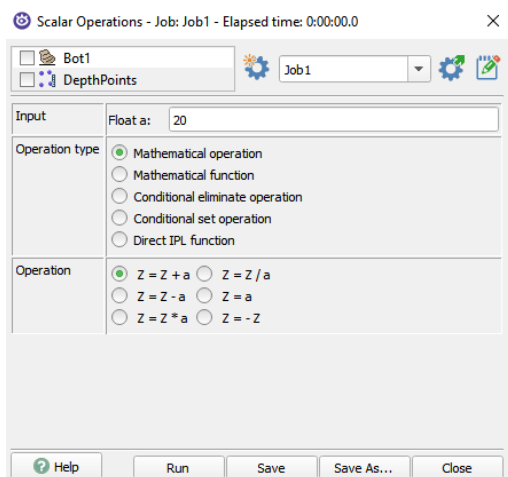 Scalar Operations - Job: Job1 - Elapsed time: 0:00:00.0
Bot1
DepthPoints
Job1
Input
Float a: 20
Operation type
Mathematical operation
Mathematical function
Conditional eliminate operation
Conditional set operation
Direct IPL function
Operation
Z = Z + a Z = Z / a
Z = Z - a Z = a
Z = Z * a Z = - Z
Help Run Save Save As... Close